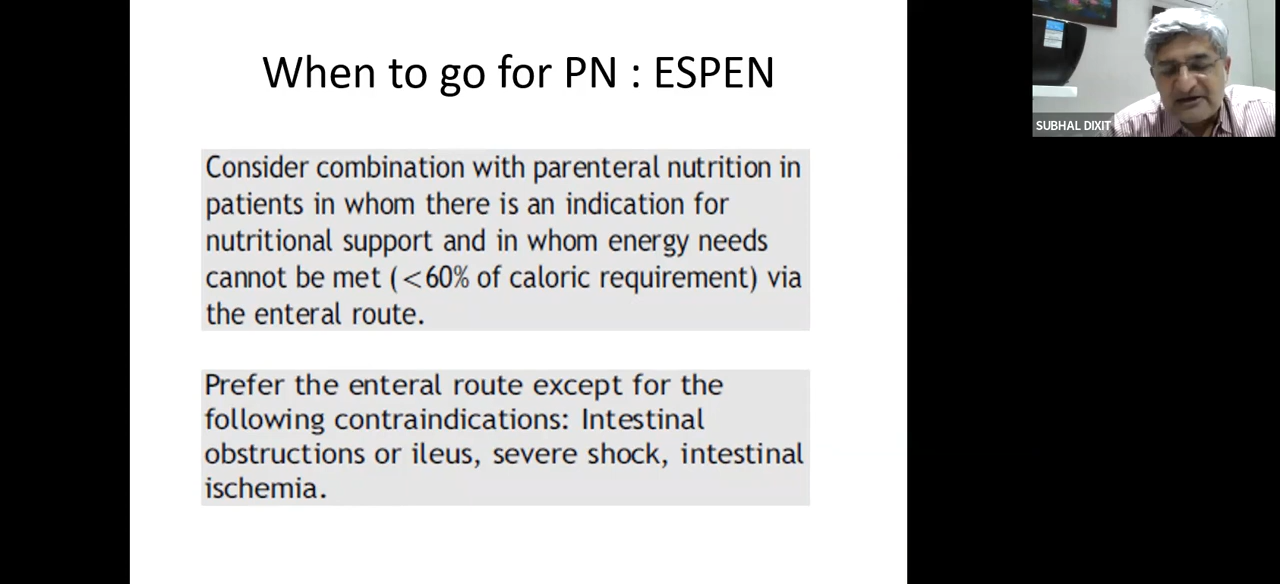 When to go for PN : ESPEN
Consider combination with parenteral nutrition in
patients in whom there is an indication for
nutritional support and in whom energy needs
cannot be met (<60% of caloric requirement) via
the enteral route.
Prefer the enteral route except for the
following contraindications: Intestinal
obstructions or ileus, severe shock, intestinal
ischemia.
SUBHAL DIXIT